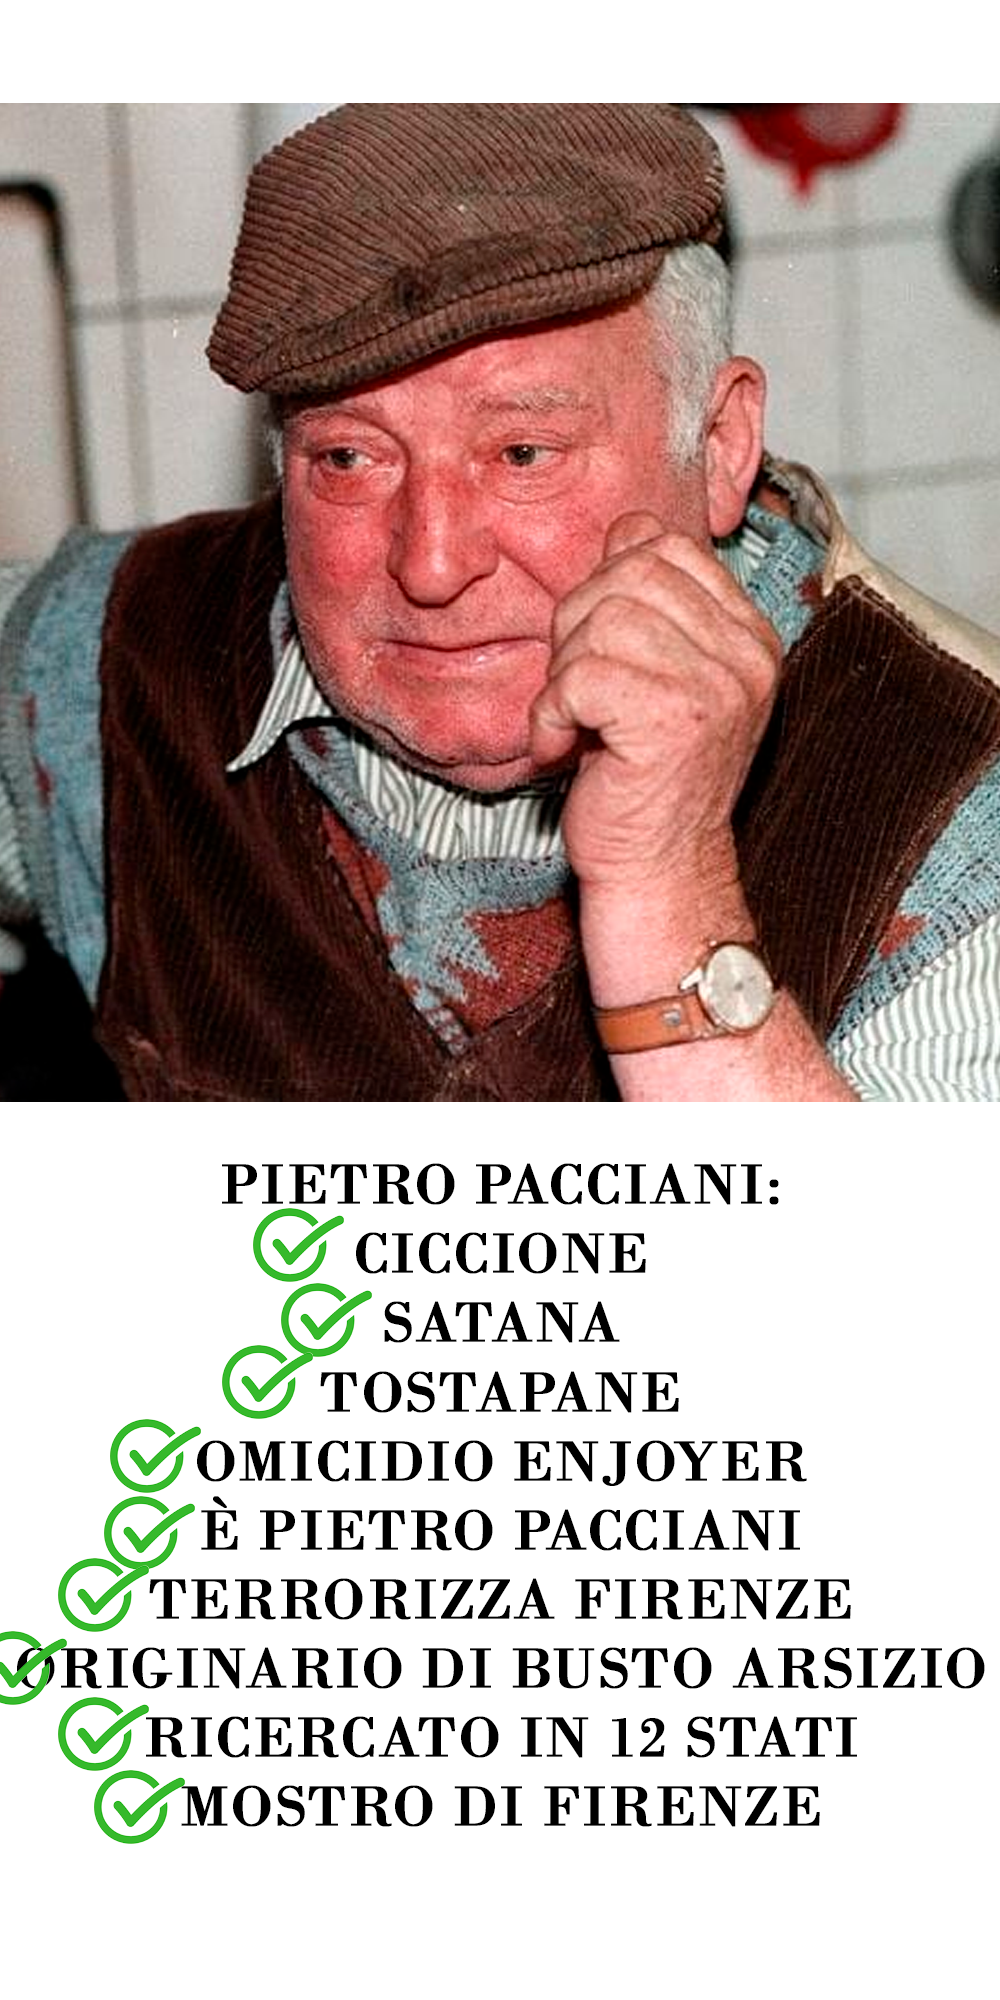 PIETRO PACCIANI:
CICCIONE
SATANA
TOSTAPANE
OMICIDIO ENJOYER
È PIETRO PACCIANI
TERRORIZZA FIRENZE
ORIGINARIO DI BUSTO ARSIZIO
RICERCATO IN 12 STATI
MOSTRO DI FIRENZE